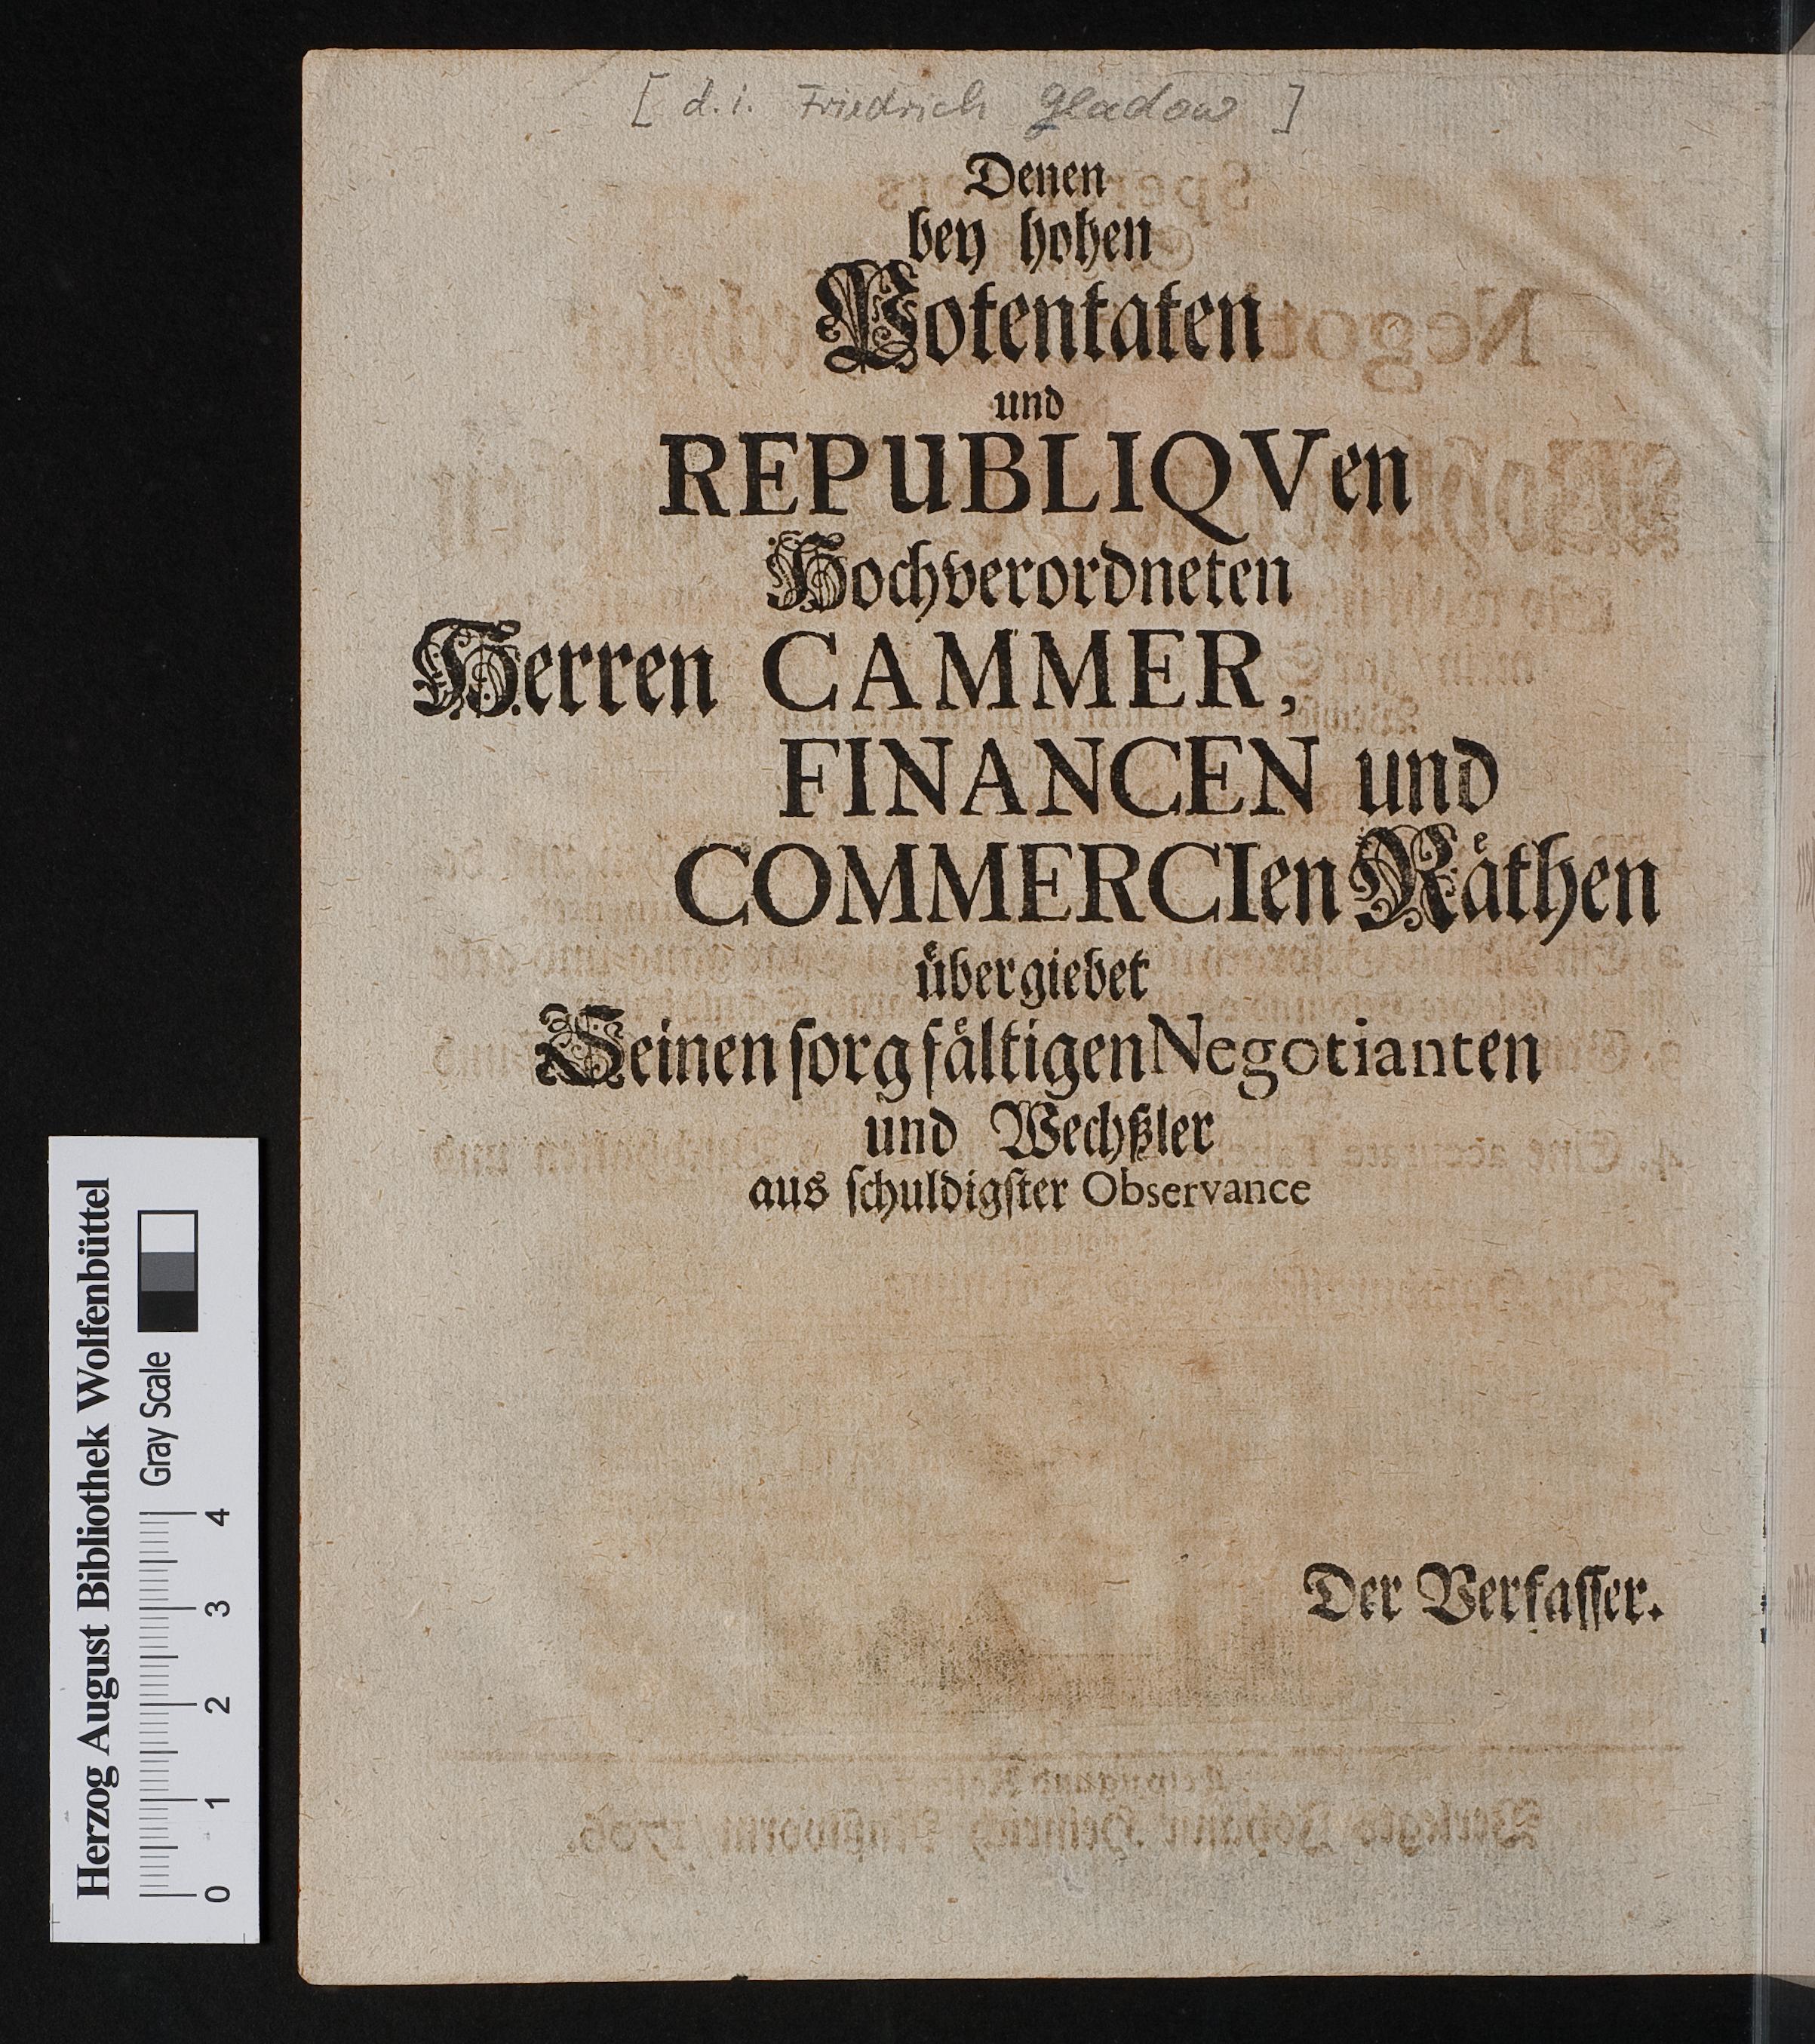 [ d. i. Friedrich Gladow ]
Denen
bey hohen
Potentaten
und
REPUBLIQVen
Hochverordneten
Herren CAMMER,
FINANCEN und
COMMERCIen Räthen
übergiebet
Seinen sorgfältigen Negotianten
und Wechßler
aus schuldigster Observance
Der Verfasser.
Herzog August Bibliothek Wolfenbüttel
Gray Scale
0 1 2 3 4